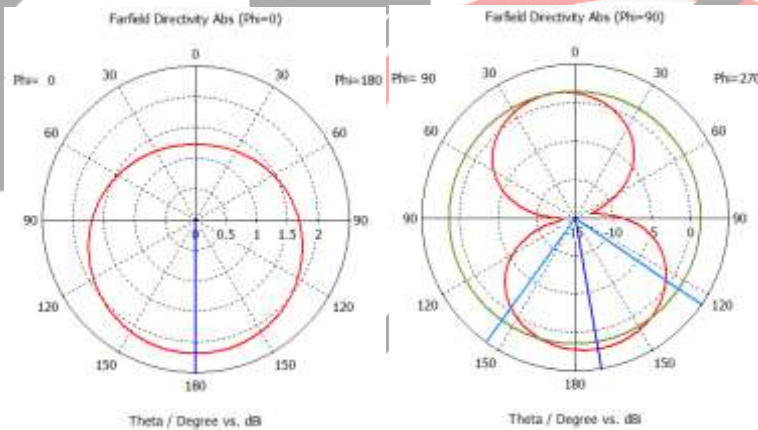 Farfield Directivity Abs (Phi=0)
0
30 30
Phi= 0 Phi=180
60 60
90 0 0.5 1 1.5 2 90
120 120
150 150
180
Theta / Degree vs. dBi
Farfield Directivity Abs (Phi=90)
0
30 30
Phi= 90 Phi=270
60 60
90 -15 -10 -5 0 90
120 120
150 150
180
Theta / Degree vs. dBi